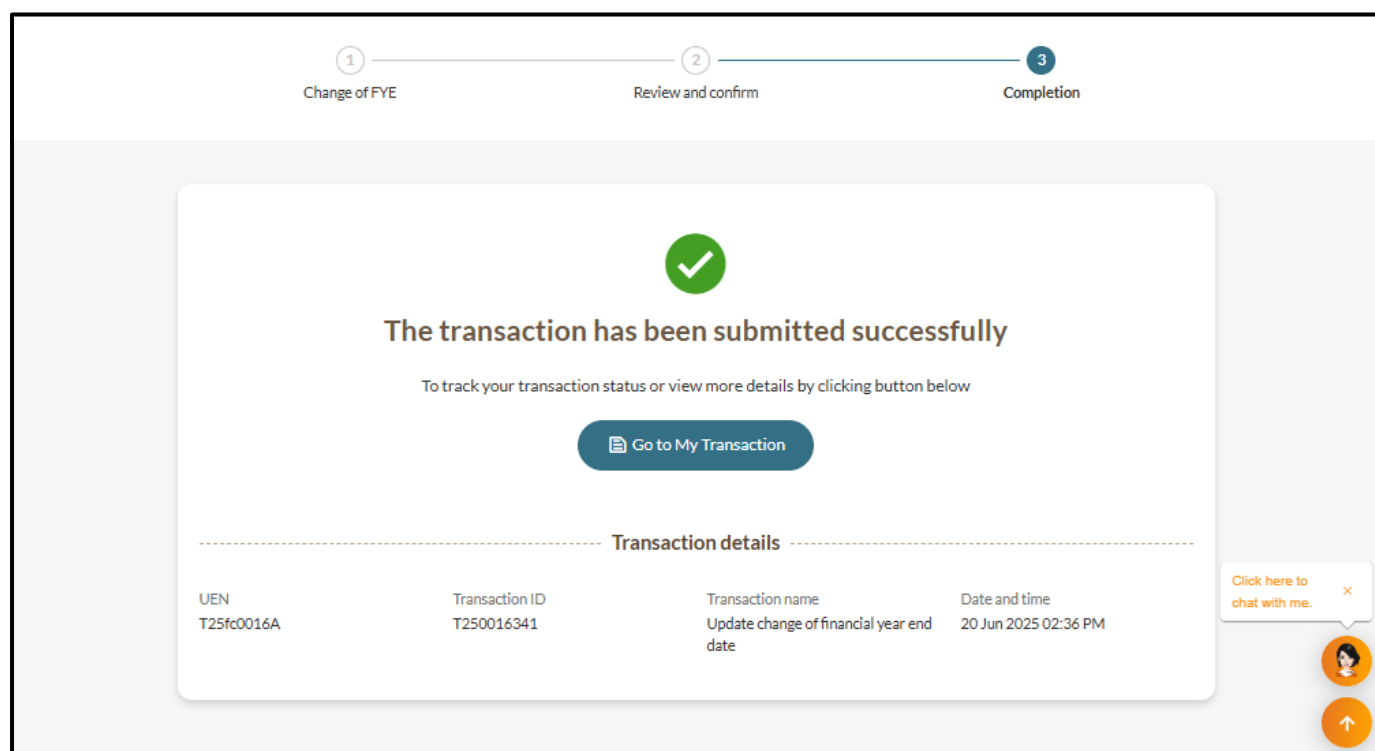 1
2
3
Change of FYE
Review and confirm
Completion
The transaction has been submitted successfully
To track your transaction status or view more details by clicking button below
Go to My Transaction
Transaction details
UEN
Transaction ID
Transaction name
Date and time
T25fc0016A
T250016341
Update change of financial year end
date
20 Jun 2025 02:36 PM
Click here to
chat with me.
×